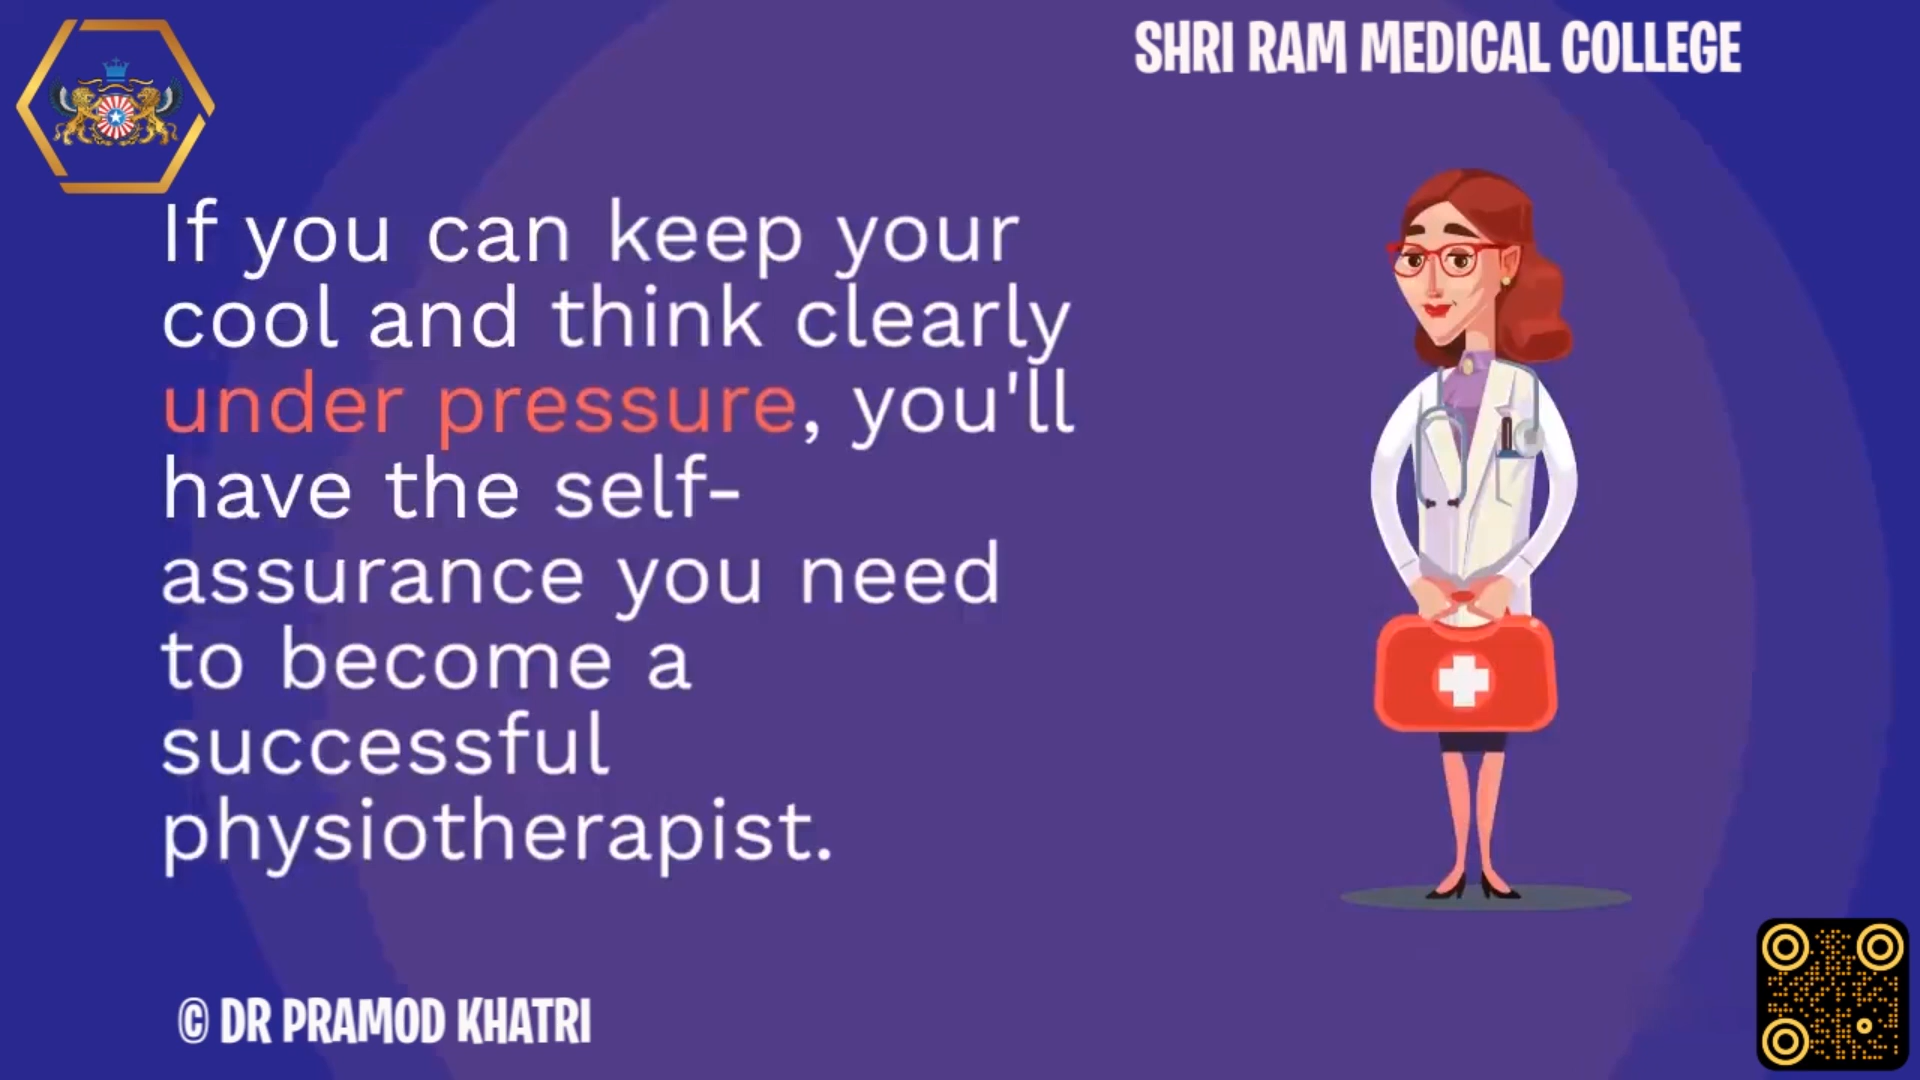 SHRI RAM MEDICAL COLLEGE
If you can keep your
cool and think clearly
under pressure, you'll
have the self-
assurance you need
to become a
successful
physiotherapist.
© DR PRAMOD KHATRI